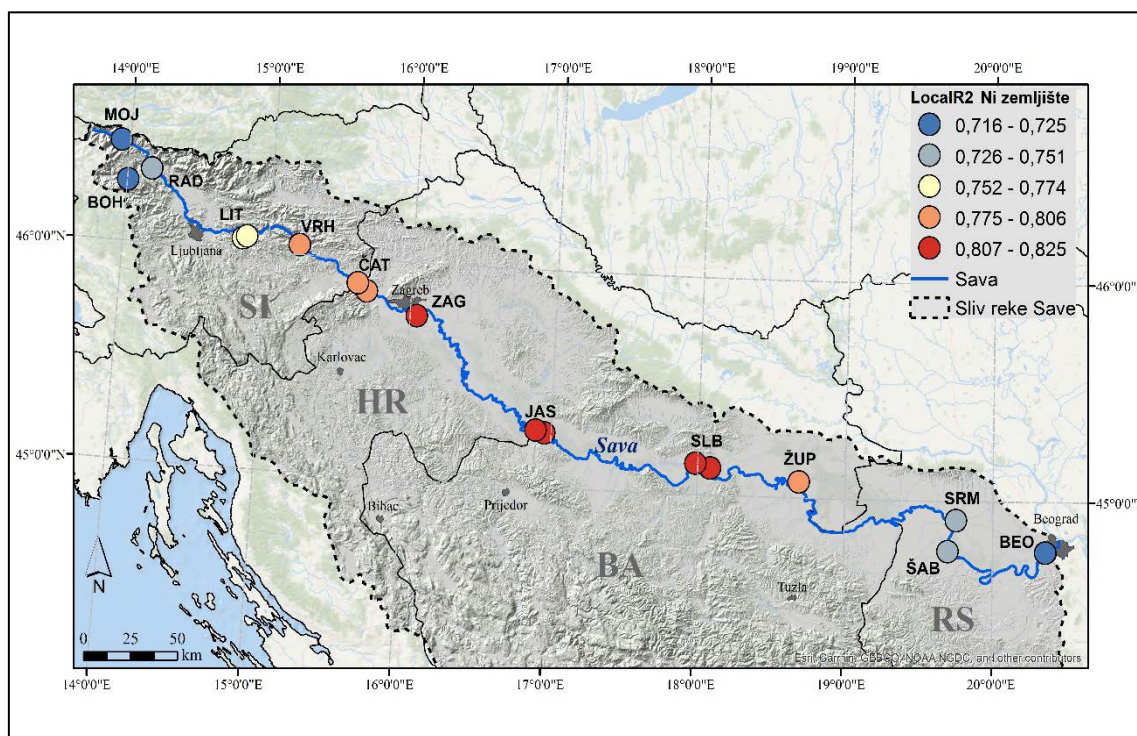 14°0'0"E 15°0'0"E 16°0'0"E 17°0'0"E 18°0'0"E 19°0'0"E 20°0'0"E
LocalR2 Ni zemljište
0,716 - 0,725
0,726 - 0,751
0,752 - 0,774
0,775 - 0,806
0,807 - 0,825
Sava
Sliv reke Save
MOJ
RAD
BOH
LIT
VRH
46°0'0"N
Ljubljana
ČAT
46°0'0"N
Zagreb
ZAG
SI
Karlovac
HR
JAS
Sava
SLB
45°0'0"N
ŽUP
Bihac
Prijedor
SRM
45°0'0"N
Beograd
BEO
ŠAB
BA
Tuzla
RS
N
0 25 50
km
Esri, Garmin, GEBCO, NOAA NGDC, and other contributors
14°0'0"E 15°0'0"E 16°0'0"E 17°0'0"E 18°0'0"E 19°0'0"E 20°0'0"E